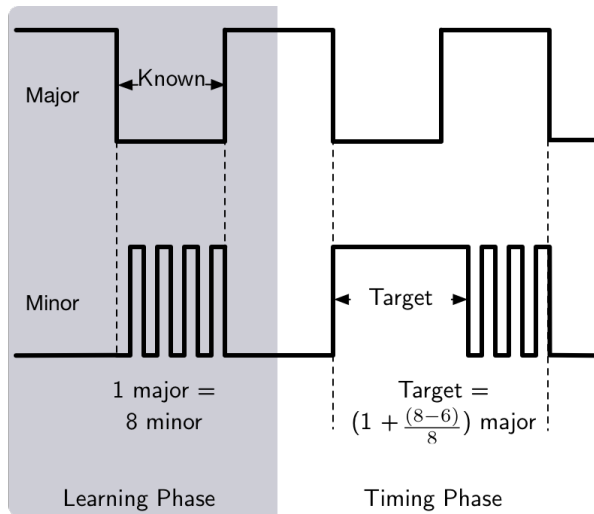 Major
Known
Minor
Target
1 major =
8 minor
Target =
(1 + (8−6)/8) major
Learning Phase
Timing Phase